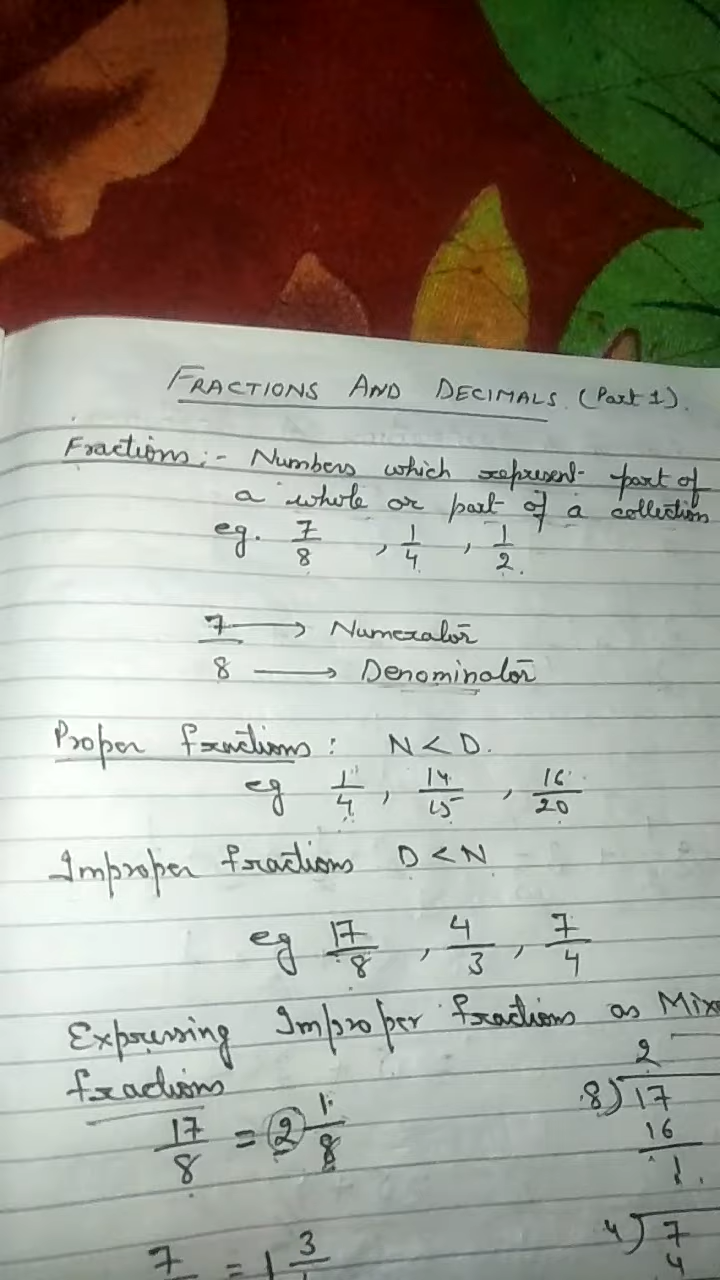 FRACTIONS AND DECIMALS. (Part 1).
Fractions :- Numbers which represent part of
a whole or part of a collection
eg. 7/8 , 1/4 , 1/2.
7 → Numerator
8 → Denominator
Proper fractions : N < D.
eg 1/4 , 14/15 , 16/20
Improper fractions D < N
eg 17/8 , 4/3 , 7/4
Expressing Improper fractions as Mixe
fractions
17/8 = 2 1/8
2
8)17
16
1.
7
= 1 3
4)7
4